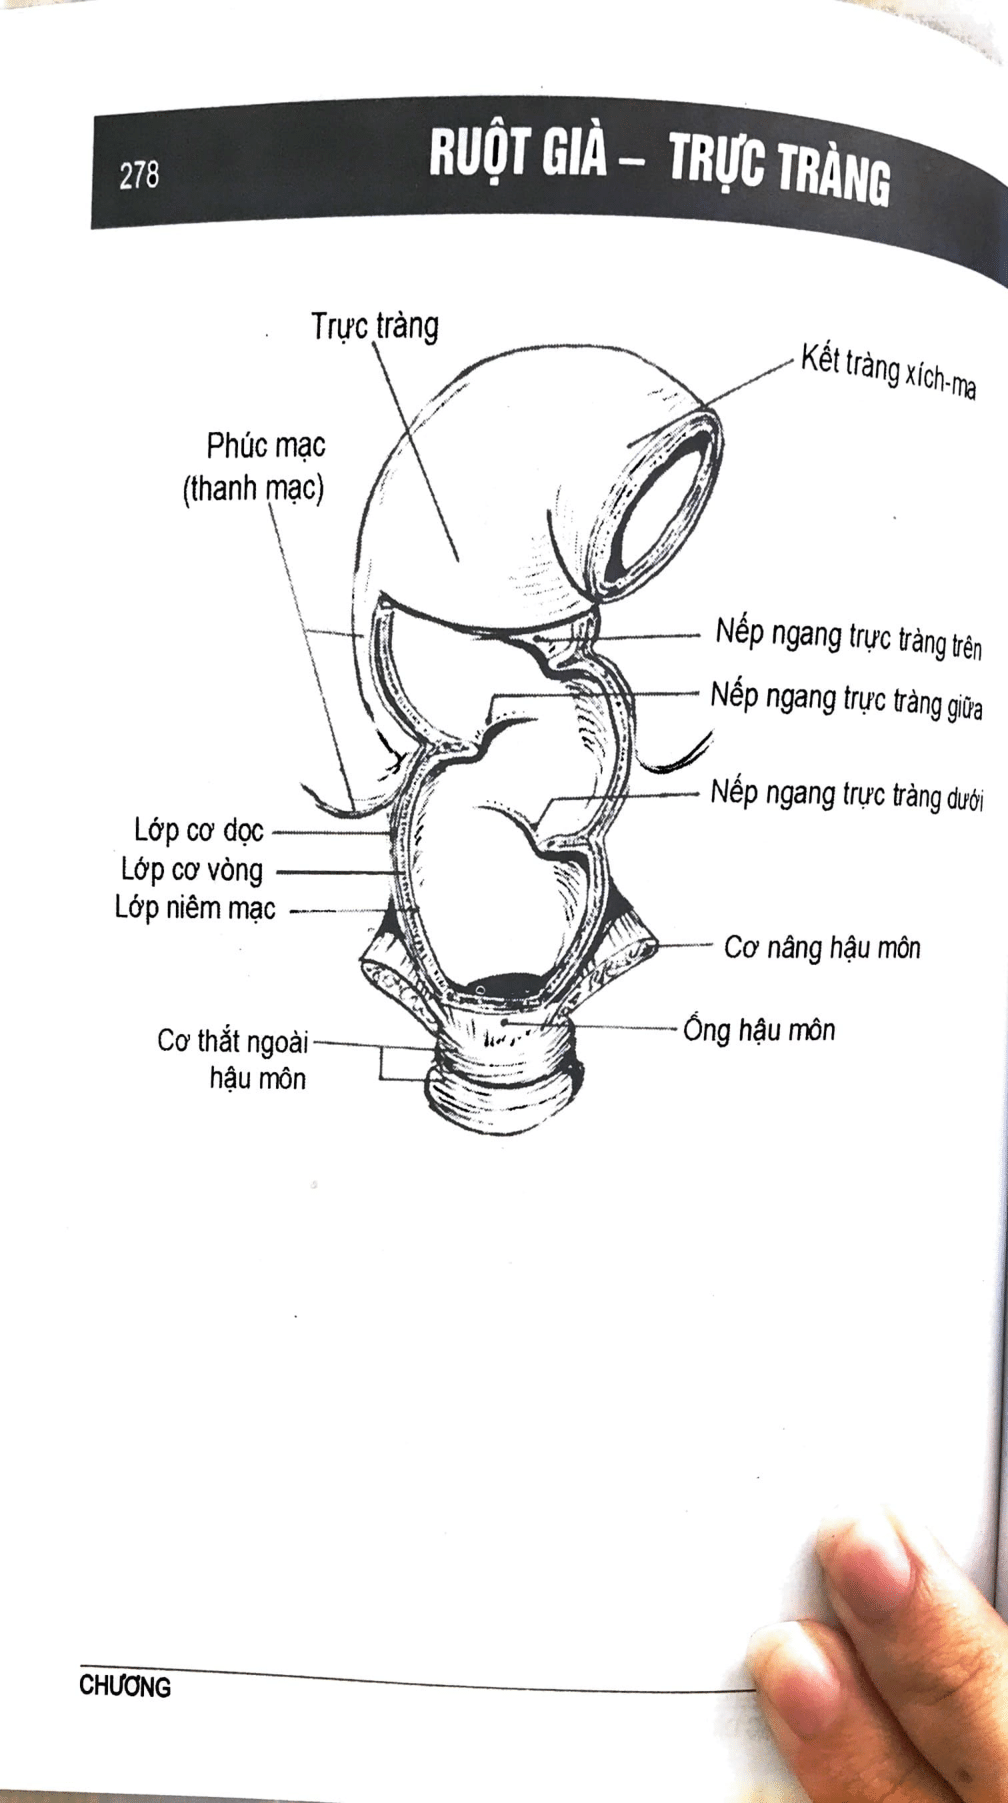 278
RUỘT GIÀ – TRỰC TRÀNG
Trực tràng
Kết tràng xích-ma
Phúc mạc
(thanh mạc)
Nếp ngang trực tràng trên
Nếp ngang trực tràng giữa
Nếp ngang trực tràng dưới
Lớp cơ dọc
Lớp cơ vòng
Lớp niêm mạc
Cơ nâng hậu môn
Ống hậu môn
Cơ thắt ngoài
hậu môn
CHƯƠNG